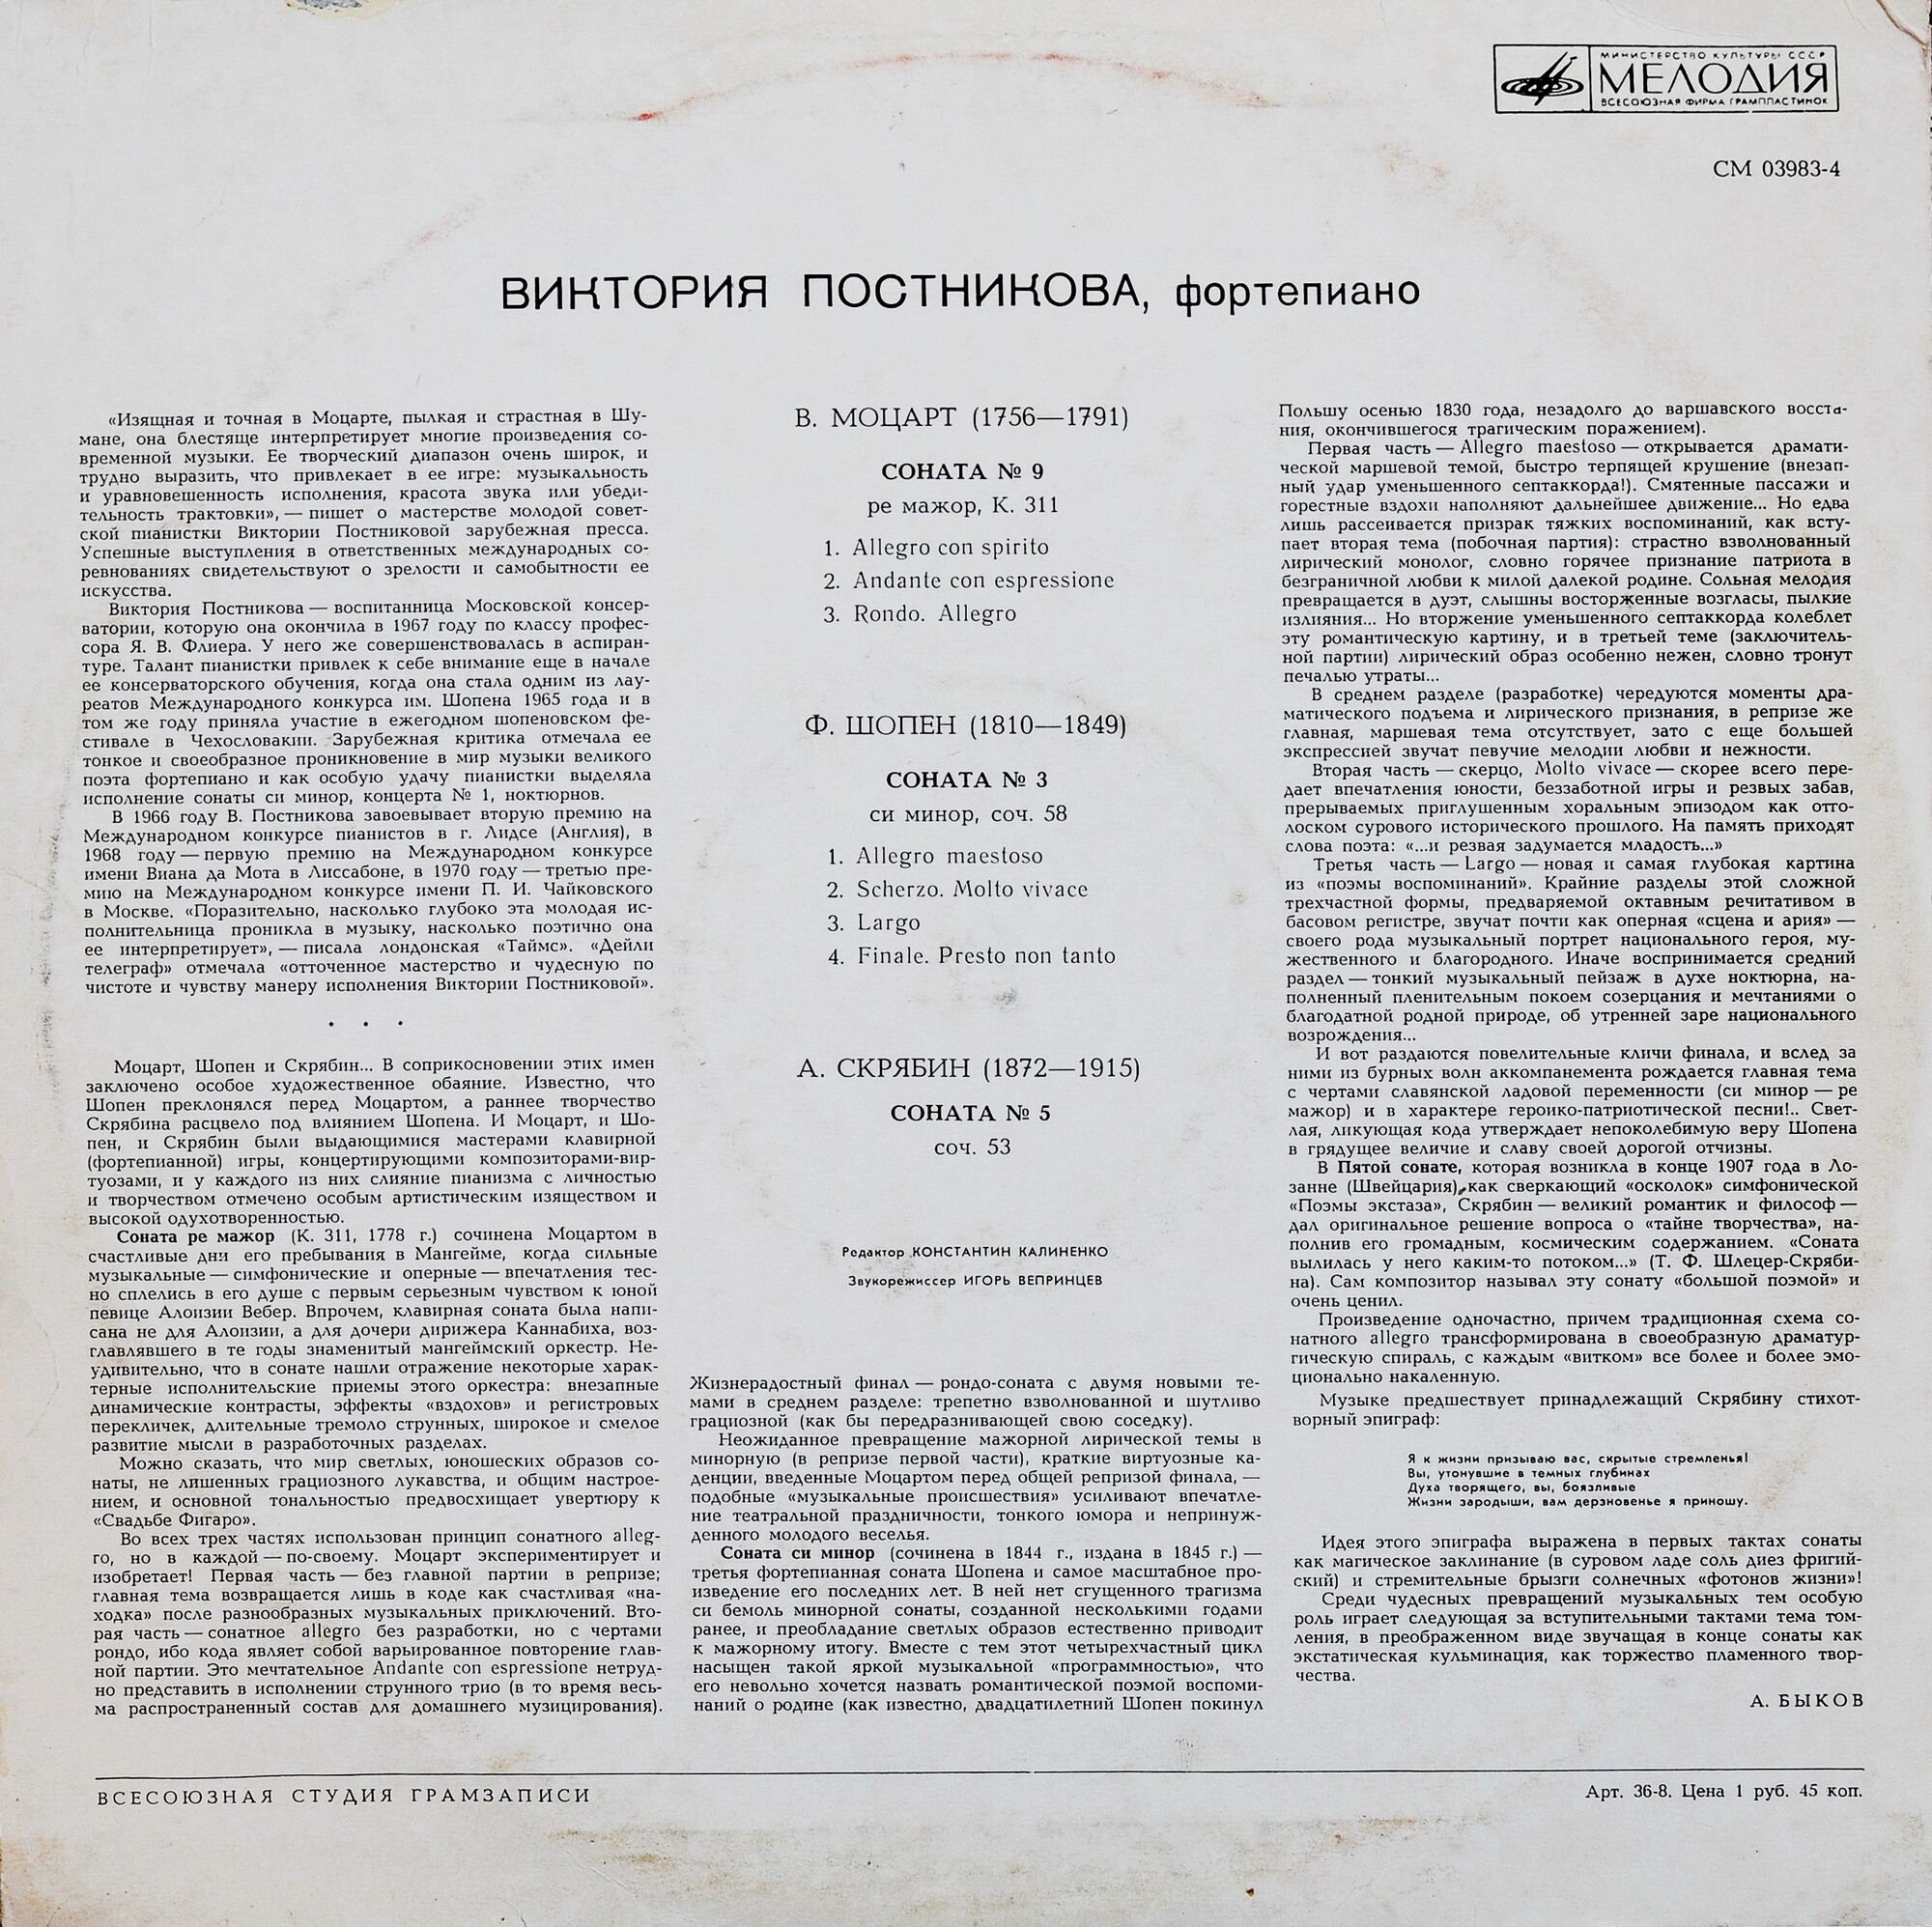 МИНИСТЕРСТВО КУЛЬТУРЫ СССР
МЕЛОДИЯ
ВСЕСОЮЗНАЯ ФИРМА ГРАМПЛАСТИНОК
СМ 03983-4
ВИКТОРИЯ ПОСТНИКОВА, фортепиано
«Изящная и точная в Моцарте, пылкая и страстная в Шу-
мане, она блестяще интерпретирует многие произведения со-
временной музыки. Ее творческий диапазон очень широк, и
трудно выразить, что привлекает в ее игре: музыкальность
и уравновешенность исполнения, красота звука или убеди-
тельность трактовки», — пишет о мастерстве молодой совет-
ской пианистки Виктории Постниковой зарубежная пресса.
Успешные выступления в ответственных международных со-
ревнованиях свидетельствуют о зрелости и самобытности ее
искусства.
Виктория Постникова — воспитанница Московской консер-
ватории, которую она окончила в 1967 году по классу профес-
сора Я. В. Флиера. У него же совершенствовалась в аспиран-
туре. Талант пианистки привлек к себе внимание еще в начале
ее консерваторского обучения, когда она стала одним из лау-
реатов Международного конкурса им. Шопена 1965 года и в
том же году приняла участие в ежегодном шопеновском фе-
стивале в Чехословакии. Зарубежная критика отмечала ее
тонкое и своеобразное проникновение в мир музыки великого
поэта фортепиано и как особую удачу пианистки выделяла
исполнение сонаты си минор, концерта № 1, ноктюрнов.
В 1966 году В. Постникова завоевывает вторую премию на
Международном конкурсе пианистов в г. Лидсе (Англия), в
1968 году — первую премию на Международном конкурсе
имени Виана да Мота в Лиссабоне, в 1970 году — третью пре-
мию на Международном конкурсе имени П. И. Чайковского
в Москве. «Поразительно, насколько глубоко эта молодая ис-
полнительница проникла в музыку, насколько поэтично она
ее интерпретирует», — писала лондонская «Таймс». «Дейли
телеграф» отмечала «отточенное мастерство и чудесную по
чистоте и чувству манеру исполнения Виктории Постниковой».
. . .
Моцарт, Шопен и Скрябин... В соприкосновении этих имен
заключено особое художественное обаяние. Известно, что
Шопен преклонялся перед Моцартом, а раннее творчество
Скрябина расцвело под влиянием Шопена. И Моцарт, и Шо-
пен, и Скрябин были выдающимися мастерами клавирной
(фортепианной) игры, концертирующими композиторами-вир-
туозами, и у каждого из них слияние пианизма с личностью
и творчеством отмечено особым артистическим изяществом и
высокой одухотворенностью.
Соната ре мажор (К. 311, 1778 г.) сочинена Моцартом в
счастливые дни его пребывания в Мангейме, когда сильные
музыкальные — симфонические и оперные — впечатления тес-
но сплелись в его душе с первым серьезным чувством к юной
певице Алоизии Вебер. Впрочем, клавирная соната была напи-
сана не для Алоизии, а для дочери дирижера Каннабиха, воз-
главлявшего в те годы знаменитый мангеймский оркестр. Не-
удивительно, что в сонате нашли отражение некоторые харак-
терные исполнительские приемы этого оркестра: внезапные
динамические контрасты, эффекты «вздохов» и регистровых
перекличек, длительные тремоло струнных, широкое и смелое
развитие мысли в разработочных разделах.
Можно сказать, что мир светлых, юношеских образов со-
наты, не лишенных грациозного лукавства, и общим настрое-
нием, и основной тональностью предвосхищает увертюру к
«Свадьбе Фигаро».
Во всех трех частях использован принцип сонатного alleg-
го, но в каждой — по-своему. Моцарт экспериментирует и
изобретает! Первая часть — без главной партии в репризе;
главная тема возвращается лишь в коде как счастливая «на-
ходка» после разнообразных музыкальных приключений. Вто-
рая часть — сонатное allegro без разработки, но с чертами
рондо, ибо кода являет собой варьированное повторение глав-
ной партии. Это мечтательное Andante con espressione нетруд-
но представить в исполнении струнного трио (в то время весь-
ма распространенный состав для домашнего музицирования).
В. МОЦАРТ (1756—1791)
СОНАТА № 9
ре мажор, К. 311
1. Allegro con spirito
2. Andante con espressione
3. Rondo. Allegro
Ф. ШОПЕН (1810—1849)
СОНАТА № 3
си минор, соч. 58
1. Allegro maestoso
2. Scherzo. Molto vivace
3. Largo
4. Finale. Presto non tanto
А. СКРЯБИН (1872—1915)
СОНАТА № 5
соч. 53
Редактор КОНСТАНТИН КАЛИНЕНКО
Звукорежиссер ИГОРЬ ВЕПРИНЦЕВ
Жизнерадостный финал — рондо-соната с двумя новыми те-
мами в среднем разделе: трепетно взволнованной и шутливо
грациозной (как бы передразнивающей свою соседку).
Неожиданное превращение мажорной лирической темы в
минорную (в репризе первой части), краткие виртуозные ка-
денции, введенные Моцартом перед общей репризой финала, —
подобные «музыкальные происшествия» усиливают впечатле-
ние театральной праздничности, тонкого юмора и непринуж-
денного молодого веселья.
Соната си минор (сочинена в 1844 г., издана в 1845 г.) —
третья фортепианная соната Шопена и самое масштабное про-
изведение его последних лет. В ней нет сгущенного трагизма
си бемоль минорной сонаты, созданной несколькими годами
ранее, и преобладание светлых образов естественно приводит
к мажорному итогу. Вместе с тем этот четырехчастный цикл
насыщен такой яркой музыкальной «программностью», что
его невольно хочется назвать романтической поэмой воспоми-
наний о родине (как известно, двадцатилетний Шопен покинул
Польшу осенью 1830 года, незадолго до варшавского восста-
ния, окончившегося трагическим поражением).
Первая часть — Allegro maestoso — открывается драмати-
ческой маршевой темой, быстро терпящей крушение (внезап-
ный удар уменьшенного септаккорда!). Смятенные пассажи и
горестные вздохи наполняют дальнейшее движение... Но едва
лишь рассеивается призрак тяжких воспоминаний, как всту-
пает вторая тема (побочная партия): страстно взволнованный
лирический монолог, словно горячее признание патриота в
безграничной любви к милой далекой родине. Сольная мелодия
превращается в дуэт, слышны восторженные возгласы, пылкие
излияния... Но вторжение уменьшенного септаккорда колеблет
эту романтическую картину, и в третьей теме (заключитель-
ной партии) лирический образ особенно нежен, словно тронут
печалью утраты...
В среднем разделе (разработке) чередуются моменты дра-
матического подъема и лирического признания, в репризе же
главная, маршевая тема отсутствует, зато с еще большей
экспрессией звучат певучие мелодии любви и нежности.
Вторая часть — скерцо, Molto vivace — скорее всего пере-
дает впечатления юности, беззаботной игры и резвых забав,
прерываемых приглушенным хоральным эпизодом как отго-
лоском сурового исторического прошлого. На память приходят
слова поэта: «...и резвая задумается младость...»
Третья часть — Largo — новая и самая глубокая картина
из «поэмы воспоминаний». Крайние разделы этой сложной
трехчастной формы, предваряемой октавным речитативом в
басовом регистре, звучат почти как оперная «сцена и ария» —
своего рода музыкальный портрет национального героя, му-
жественного и благородного. Иначе воспринимается средний
раздел — тонкий музыкальный пейзаж в духе ноктюрна, на-
полненный пленительным покоем созерцания и мечтаниями о
благодатной родной природе, об утренней заре национального
возрождения...
И вот раздаются повелительные кличи финала, и вслед за
ними из бурных волн аккомпанемента рождается главная тема
с чертами славянской ладовой переменности (си минор — ре
мажор) и в характере героико-патриотической песни!.. Свет-
лая, ликующая кода утверждает непоколебимую веру Шопена
в грядущее величие и славу своей дорогой отчизны.
В Пятой сонате, которая возникла в конце 1907 года в Ло-
занне (Швейцария), как сверкающий «осколок» симфонической
«Поэмы экстаза», Скрябин — великий романтик и философ —
дал оригинальное решение вопроса о «тайне творчества», на-
полнив его громадным, космическим содержанием. «Соната
вылилась у него каким-то потоком...» (Т. Ф. Шлецер-Скряби-
на). Сам композитор называл эту сонату «большой поэмой» и
очень ценил.
Произведение одночастно, причем традиционная схема со-
натного allegro трансформирована в своеобразную драматур-
гическую спираль, с каждым «витком» все более и более эмо-
ционально накаленную.
Музыке предшествует принадлежащий Скрябину стихот-
ворный эпиграф:
Я к жизни призываю вас, скрытые стремленья!
Вы, утонувшие в темных глубинах
Духа творящего, вы, боязливые
Жизни зародыши, вам дерзновенье я приношу.
Идея этого эпиграфа выражена в первых тактах сонаты
как магическое заклинание (в суровом ладе соль диез фригий-
ский) и стремительные брызги солнечных «фотонов жизни»!
Среди чудесных превращений музыкальных тем особую
роль играет следующая за вступительными тактами тема том-
ления, в преображенном виде звучащая в конце сонаты как
экстатическая кульминация, как торжество пламенного твор-
чества.
А. БЫКОВ
ВСЕСОЮЗНАЯ СТУДИЯ ГРАМЗАПИСИ
Арт. 36-8. Цена 1 руб. 45 коп.